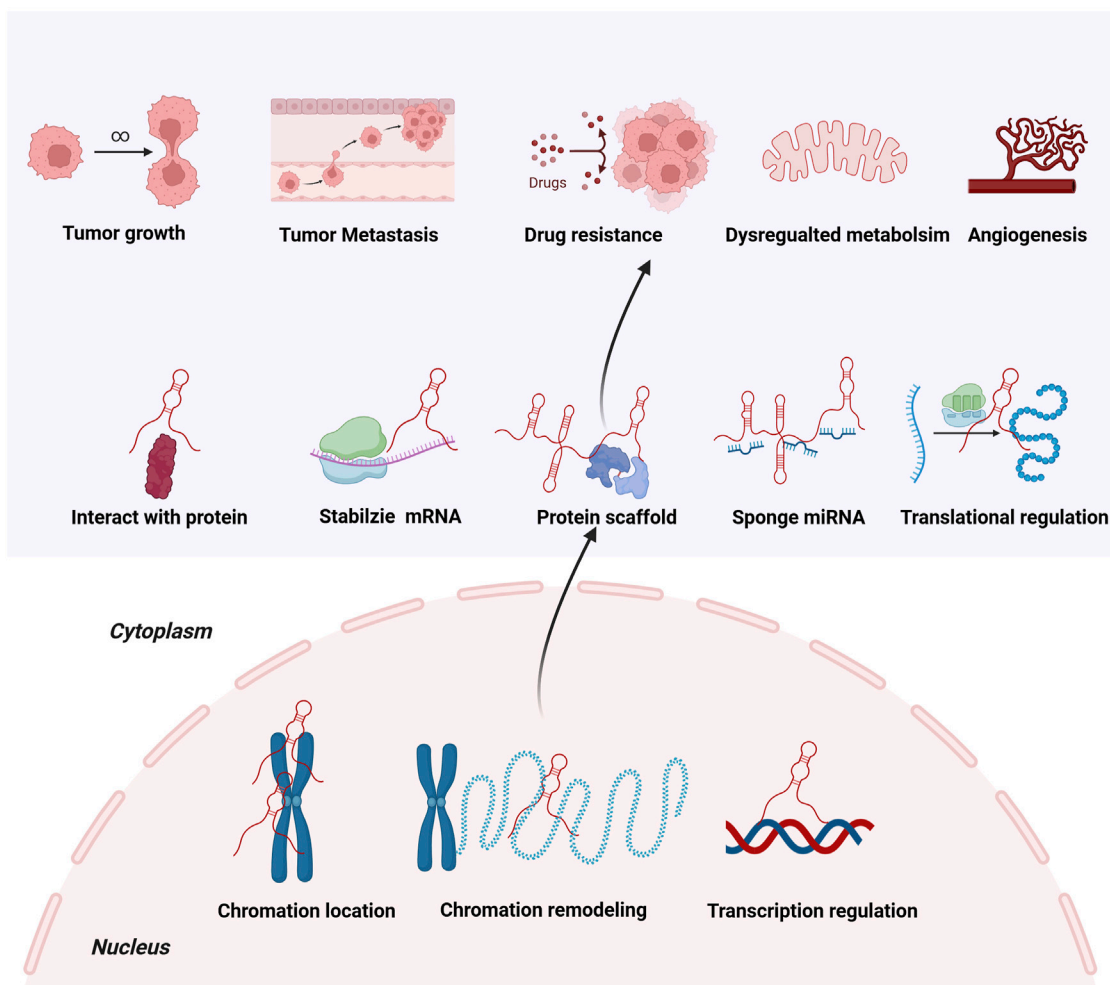 ∞
Drugs
Tumor growth
Tumor Metastasis
Drug resistance
Dysregualted metabolsim
Angiogenesis
Interact with protein
Stabilzie mRNA
Protein scaffold
Sponge miRNA
Translational regulation
Cytoplasm
Chromation location
Chromation remodeling
Transcription regulation
Nucleus